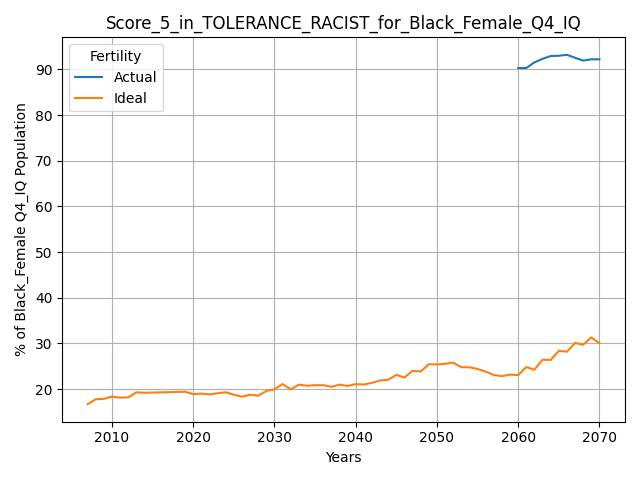 Score_5_in_TOLERANCE_RACIST_for_Black_Female_Q4_IQ
Fertility
Actual
Ideal
% of Black_Female Q4_IQ Population
90
80
70
60
50
40
30
20
2010 2020 2030 2040 2050 2060 2070
Years